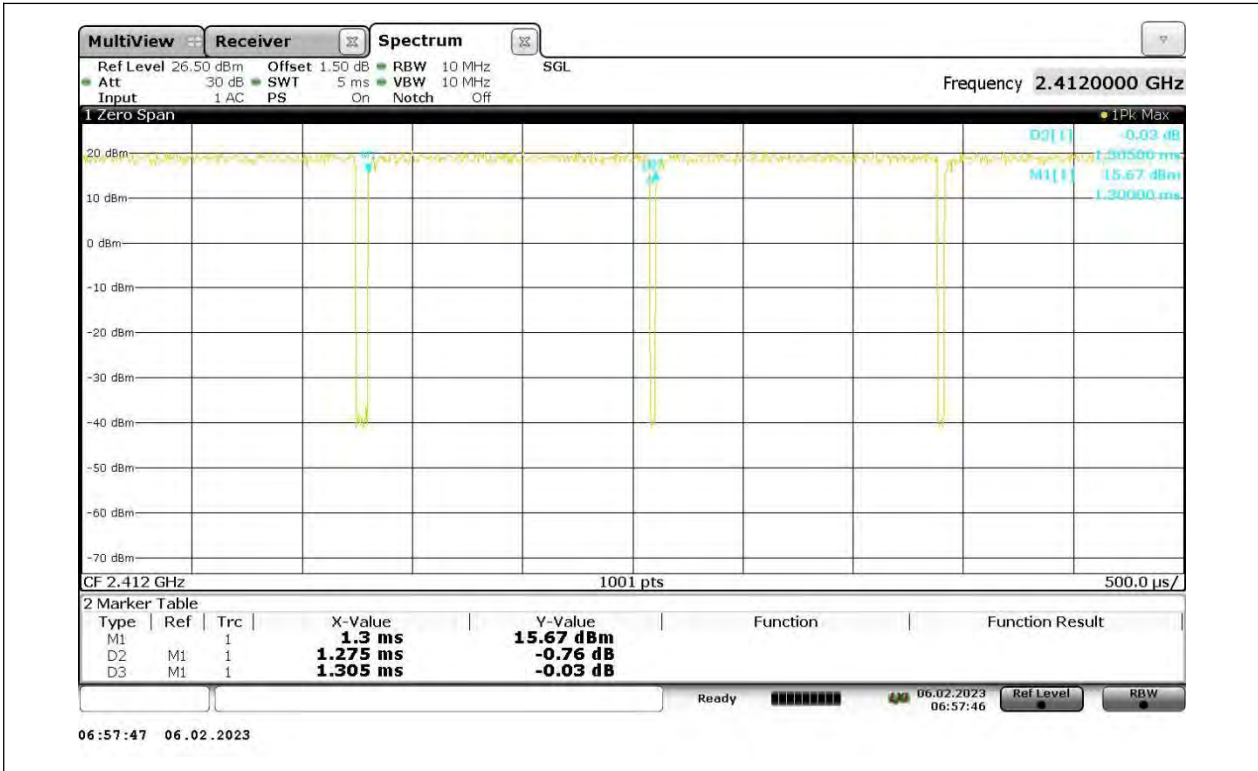 MultiView Receiver Spectrum
Ref Level 26.50 dBm Offset 1.50 dB RBW 10 MHz SGL
Att 30 dB SWT 5 ms VBW 10 MHz Frequency 2.4120000 GHz
Input 1 AC PS On Notch Off
1 Zero Span 1Pk Max
-0.03 dB
20 dBm 1.30500 ms
M1[1] 15.67 dBm
10 dBm 1.30000 ms
0 dBm
-10 dBm
-20 dBm
-30 dBm
-40 dBm
-50 dBm
-60 dBm
-70 dBm
CF 2.412 GHz 1001 pts 500.0 µs/
2 Marker Table
Type Ref Trc X-Value Y-Value Function Function Result
M1 1 1.3 ms 15.67 dBm
D2 M1 1 1.275 ms -0.76 dB
D3 M1 1 1.305 ms -0.03 dB
Ready 06.02.2023 Ref Level RBW
06:57:46
06:57:47 06.02.2023